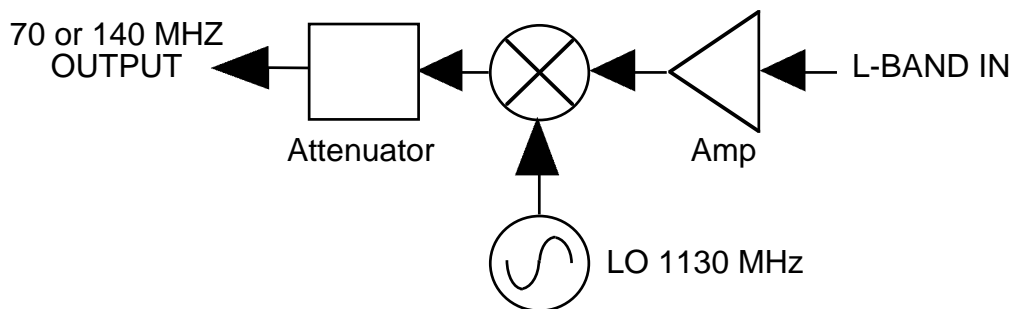 70 or 140 MHZ
OUTPUT
L-BAND IN
Attenuator
Amp
LO 1130 MHz